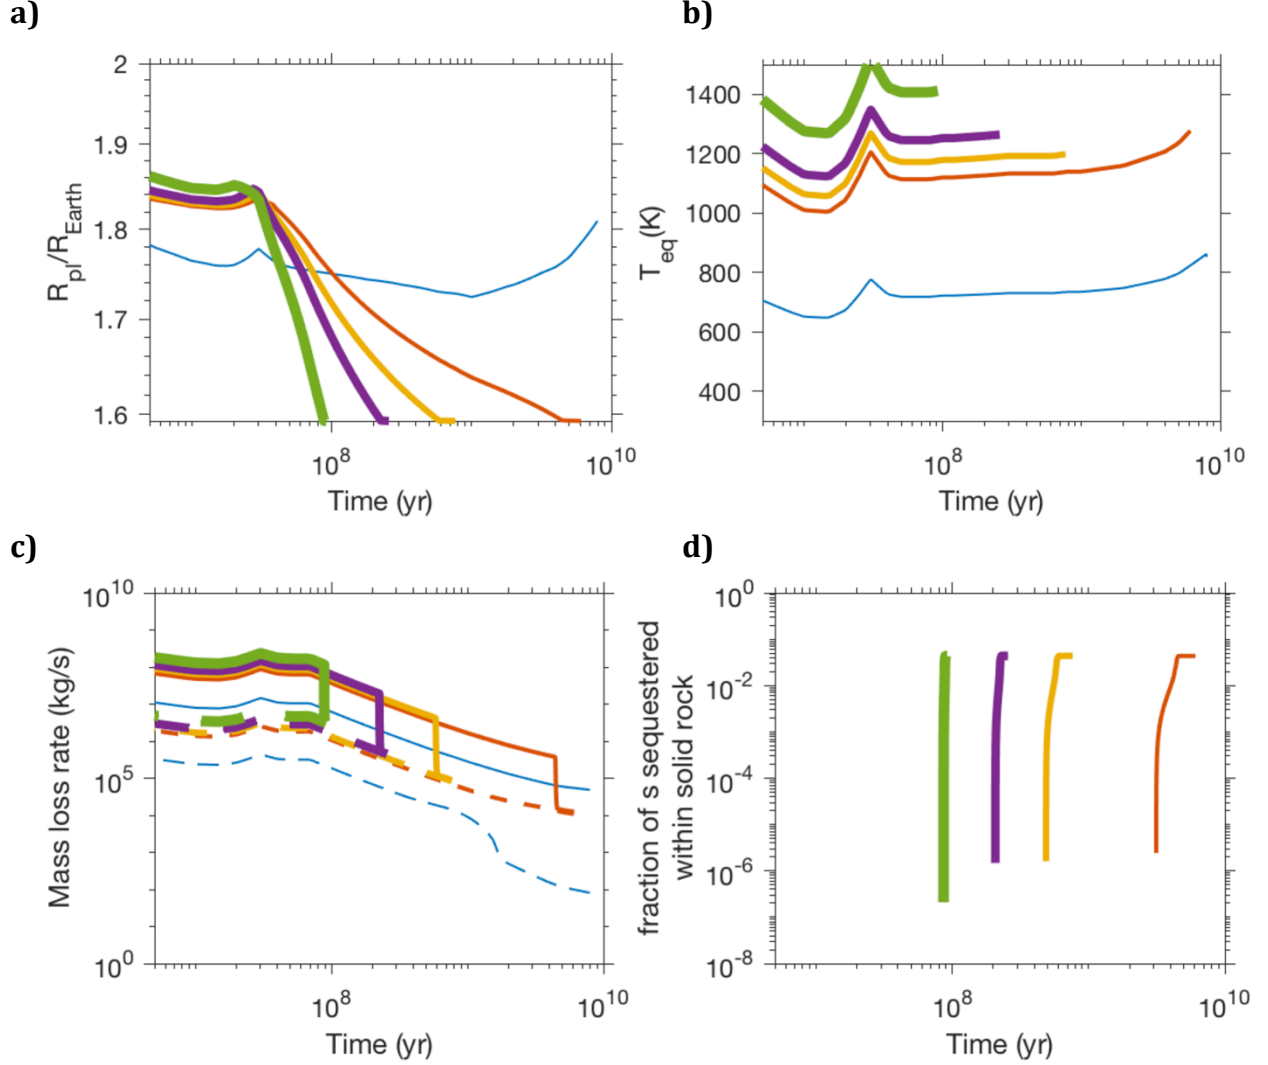 a)
2
1.9
1.8
1.7
1.6
R_pl/R_Earth
10^8
10^10
Time (yr)
b)
1400
1200
1000
800
600
400
T_eq(K)
10^8
10^10
Time (yr)
c)
10^10
10^5
10^0
Mass loss rate (kg/s)
10^8
10^10
Time (yr)
d)
10^0
10^-2
10^-4
10^-6
10^-8
fraction of s sequestered
within solid rock
10^8
10^10
Time (yr)